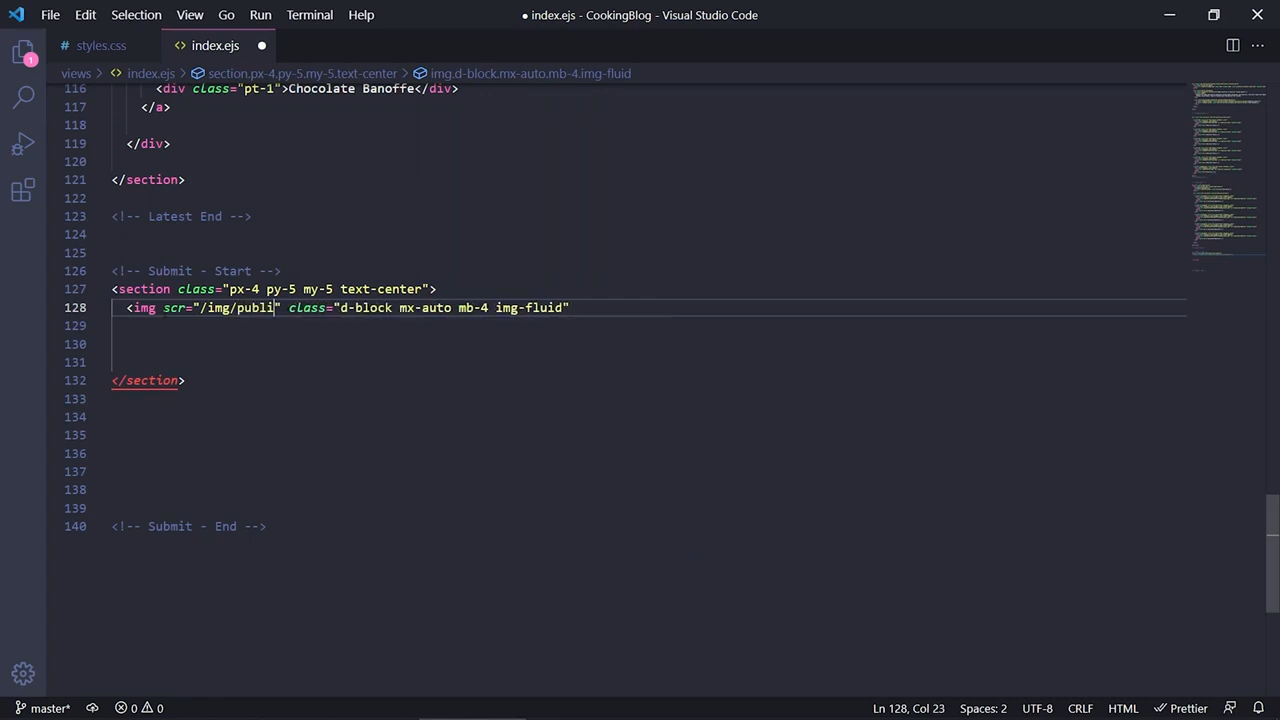 File Edit Selection View Go Run Terminal Help
● index.ejs - CookingBlog - Visual Studio Code
1
# styles.css
<> index.ejs ●
views > <> index.ejs > section.px-4.py-5.my-5.text-center > img.d-block.mx-auto.mb-4.img-fluid
116 <div class="pt-1">Chocolate Banoffe</div>
117 </a>
118
119 </div>
120
121 </section>
122
123 <!-- Latest End -->
124
125
126 <!-- Submit - Start -->
127 <section class="px-4 py-5 my-5 text-center">
128 <img scr="/img/publi" class="d-block mx-auto mb-4 img-fluid"
129
130
131
132 </section>
133
134
135
136
137
138
139
140 <!-- Submit - End -->
master* 0 0 Ln 128, Col 23 Spaces: 2 UTF-8 CRLF HTML Prettier